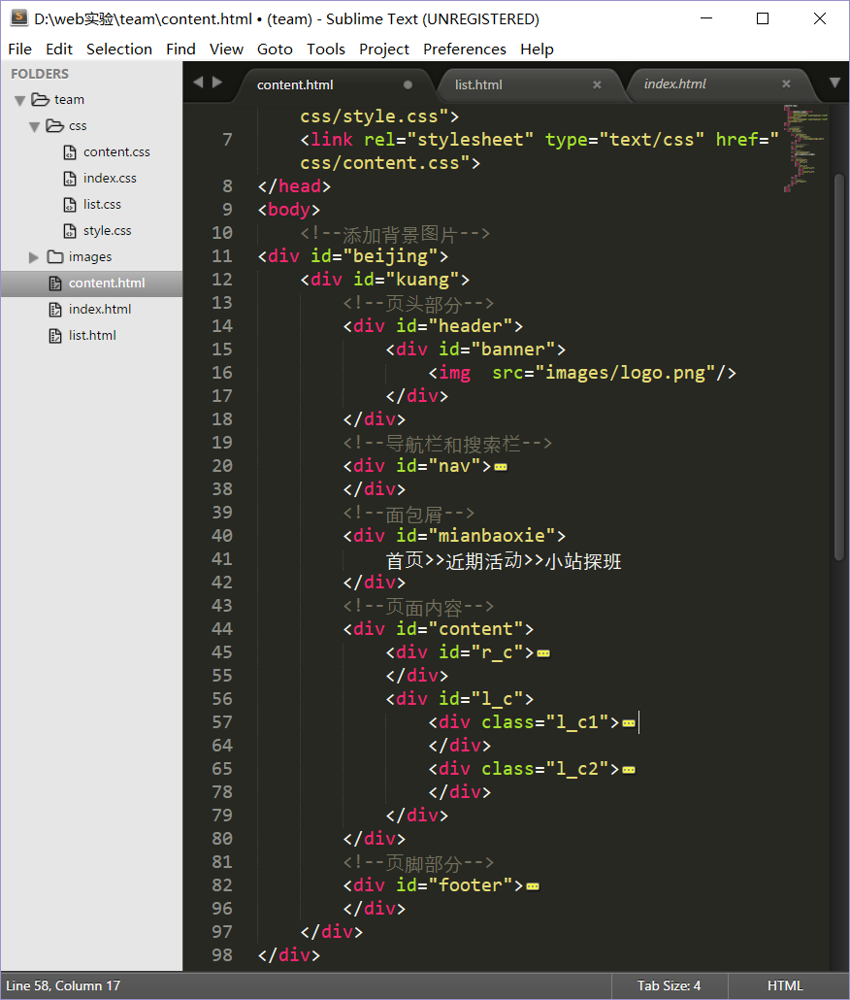 D:\web实验\team\content.html • (team) - Sublime Text (UNREGISTERED)
File Edit Selection Find View Goto Tools Project Preferences Help
FOLDERS
team
css
content.css
index.css
list.css
style.css
images
content.html
index.html
list.html
content.html list.html index.html
css/style.css">
7 <link rel="stylesheet" type="text/css" href="
css/content.css">
8 </head>
9 <body>
10 <!--添加背景图片-->
11 <div id="beijing">
12 <div id="kuang">
13 <!--页头部分-->
14 <div id="header">
15 <div id="banner">
16 <img  src="images/logo.png"/>
17 </div>
18 </div>
19 <!--导航栏和搜索栏-->
20 <div id="nav">
38 </div>
39 <!--面包屑-->
40 <div id="mianbaoxie">
41 首页>>近期活动>>小站探班
42 </div>
43 <!--页面内容-->
44 <div id="content">
45 <div id="r_c">
55 </div>
56 <div id="l_c">
57 <div class="l_c1">
64 </div>
65 <div class="l_c2">
78 </div>
79 </div>
80 </div>
81 <!--页脚部分-->
82 <div id="footer">
96 </div>
97 </div>
98 </div>
Line 58, Column 17 Tab Size: 4 HTML